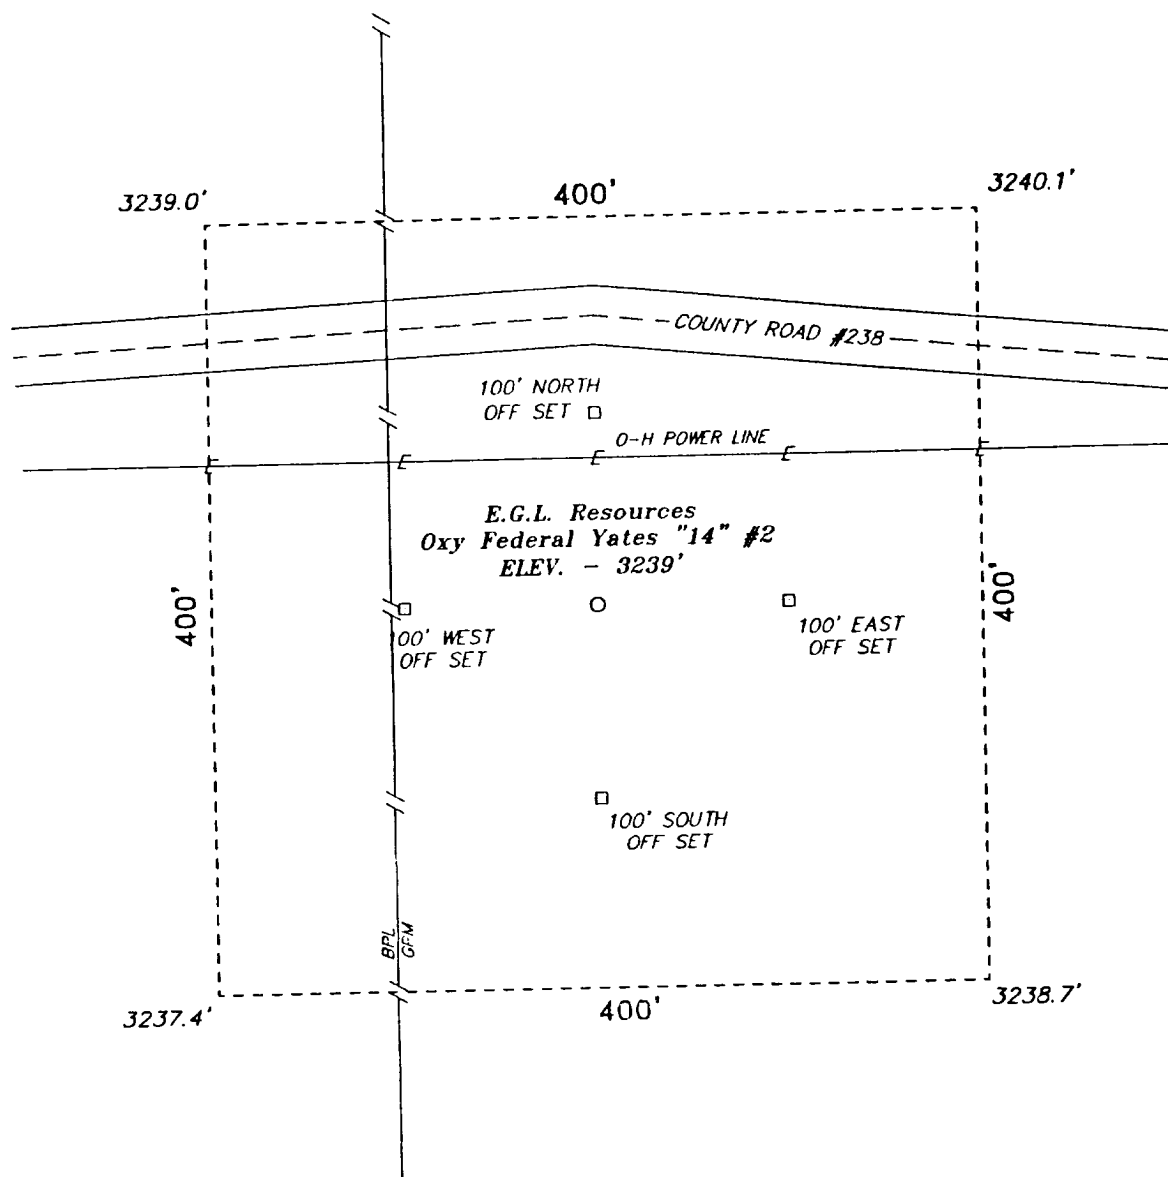 3239.0'
400'
3240.1'
COUNTY ROAD #238
100' NORTH
OFF SET
O-H POWER LINE
E.G.L. Resources
Oxy Federal Yates "14" #2
ELEV. - 3239'
400'
400'
100' WEST
OFF SET
100' EAST
OFF SET
100' SOUTH
OFF SET
BPL
3237.4'
400'
3238.7'